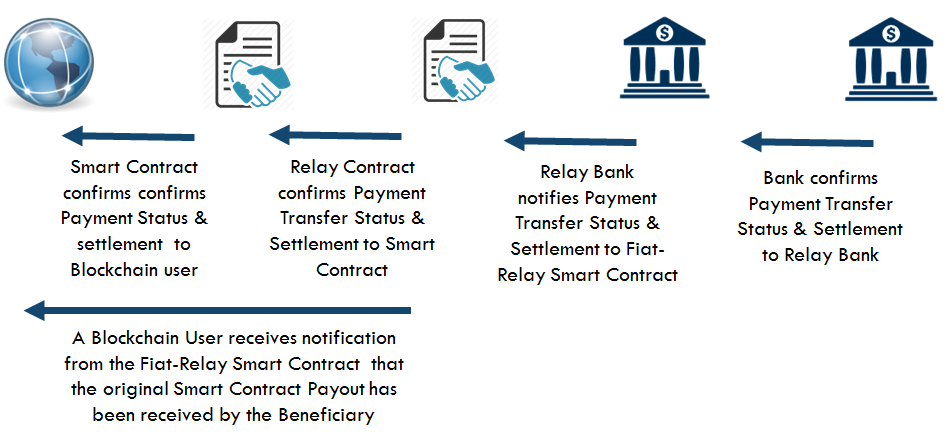 $
$
Smart Contract
confirms confirms
Payment Status &
settlement to
Blockchain user
Relay Contract
confirms Payment
Transfer Status &
Settlement to Smart
Contract
Relay Bank
notifies Payment
Transfer Status &
Settlement to Fiat-
Relay Smart Contract
Bank confirms
Payment Transfer
Status & Settlement
to Relay Bank
A Blockchain User receives notification
from the Fiat-Relay Smart Contract that
the original Smart Contract Payout has
been received by the Beneficiary